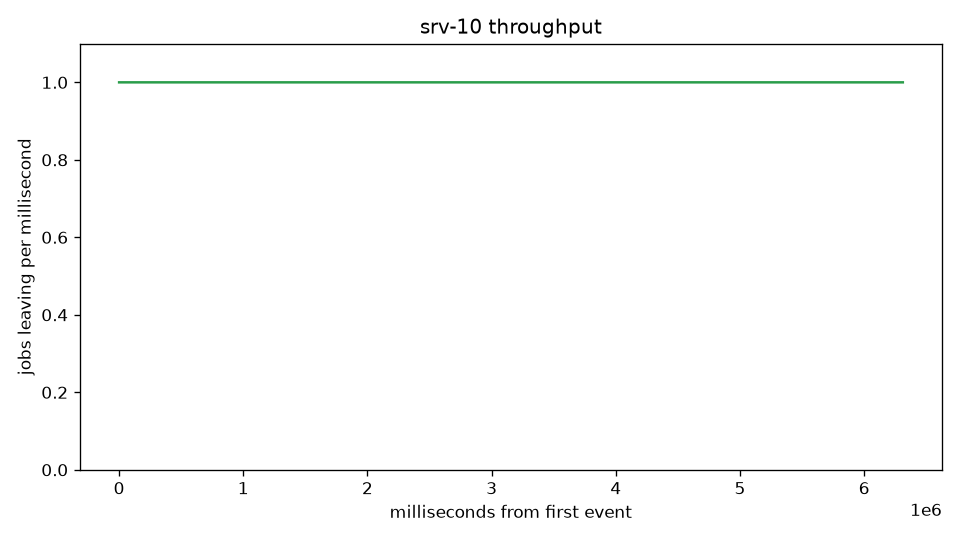 srv-10 throughput
jobs leaving per millisecond
1.0
0.8
0.6
0.4
0.2
0.0
0 1 2 3 4 5 6
1e6
milliseconds from first event